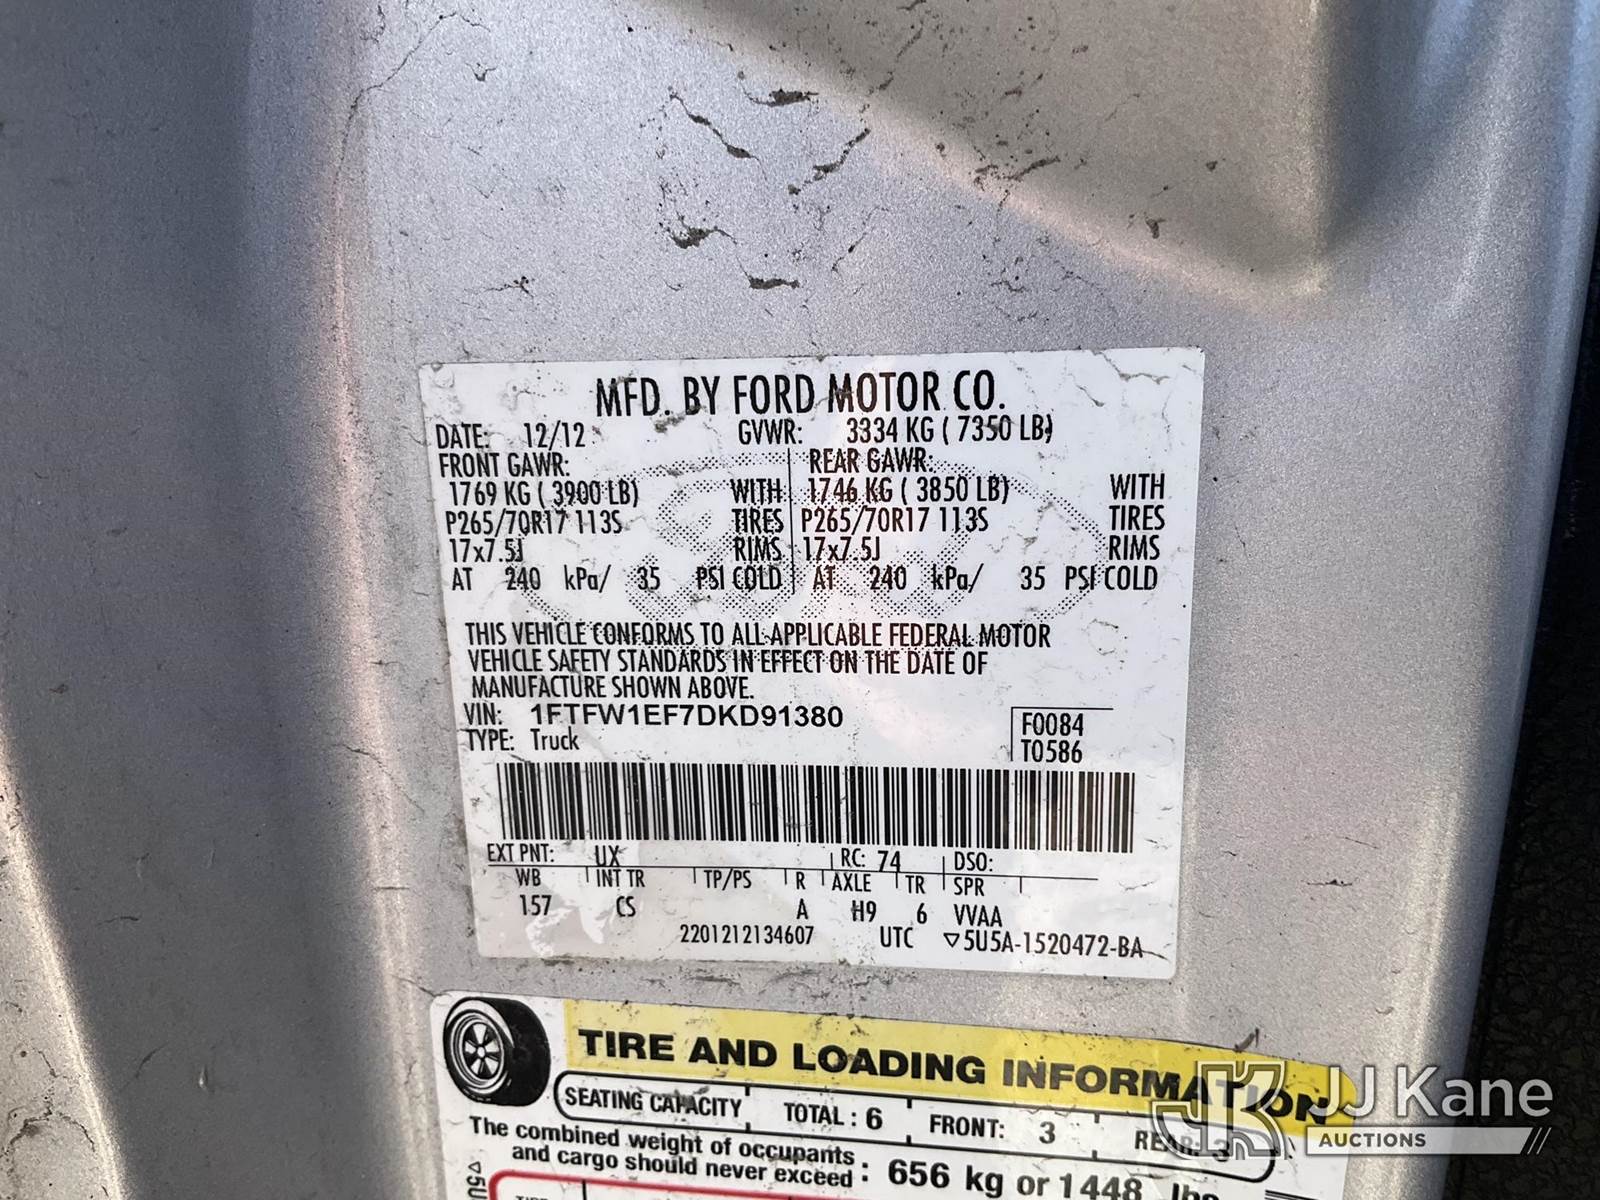 MFD. BY FORD MOTOR CO.
DATE: 12/12 GVWR: 3334 KG ( 7350 LB)
FRONT GAWR: REAR GAWR:
1769 KG ( 3900 LB) WITH 1746 KG ( 3850 LB) WITH
P265/70R17 113S TIRES P265/70R17 113S TIRES
17x7.5J RIMS 17x7.5J RIMS
AT 240 kPa/ 35 PSI COLD AT 240 kPa/ 35 PSI COLD
THIS VEHICLE CONFORMS TO ALL APPLICABLE FEDERAL MOTOR
VEHICLE SAFETY STANDARDS IN EFFECT ON THE DATE OF
MANUFACTURE SHOWN ABOVE.
VIN: 1FTFW1EF7DKD91380 F0084
TYPE: Truck T0586
EXT PNT: UX RC: 74 DSO:
WB INT TR TP/PS R AXLE TR SPR
157 CS A H9 6 VVAA
2201212134607 UTC ▽5U5A-1520472-BA
TIRE AND LOADING INFORMATION
SEATING CAPACITY TOTAL : 6 FRONT: 3 REAR: 3
The combined weight of occupants
and cargo should never exceed : 656 kg or 1448 lbs
▽5U
JJ Kane
AUCTIONS